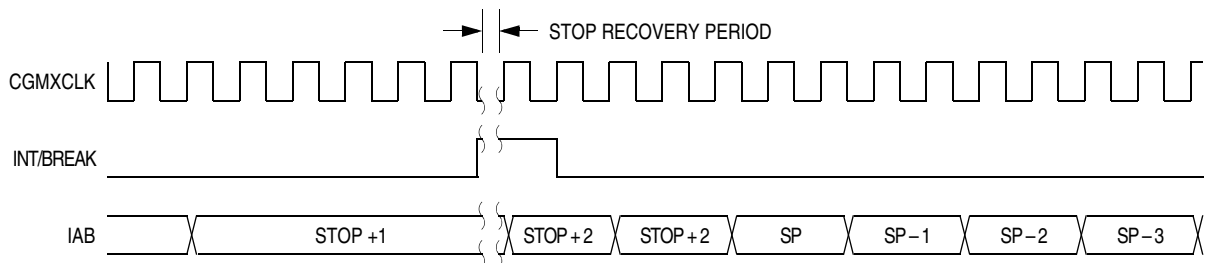 STOP RECOVERY PERIOD
CGMXCLK
INT/BREAK
IAB STOP +1 STOP + 2 STOP + 2 SP SP – 1 SP – 2 SP – 3